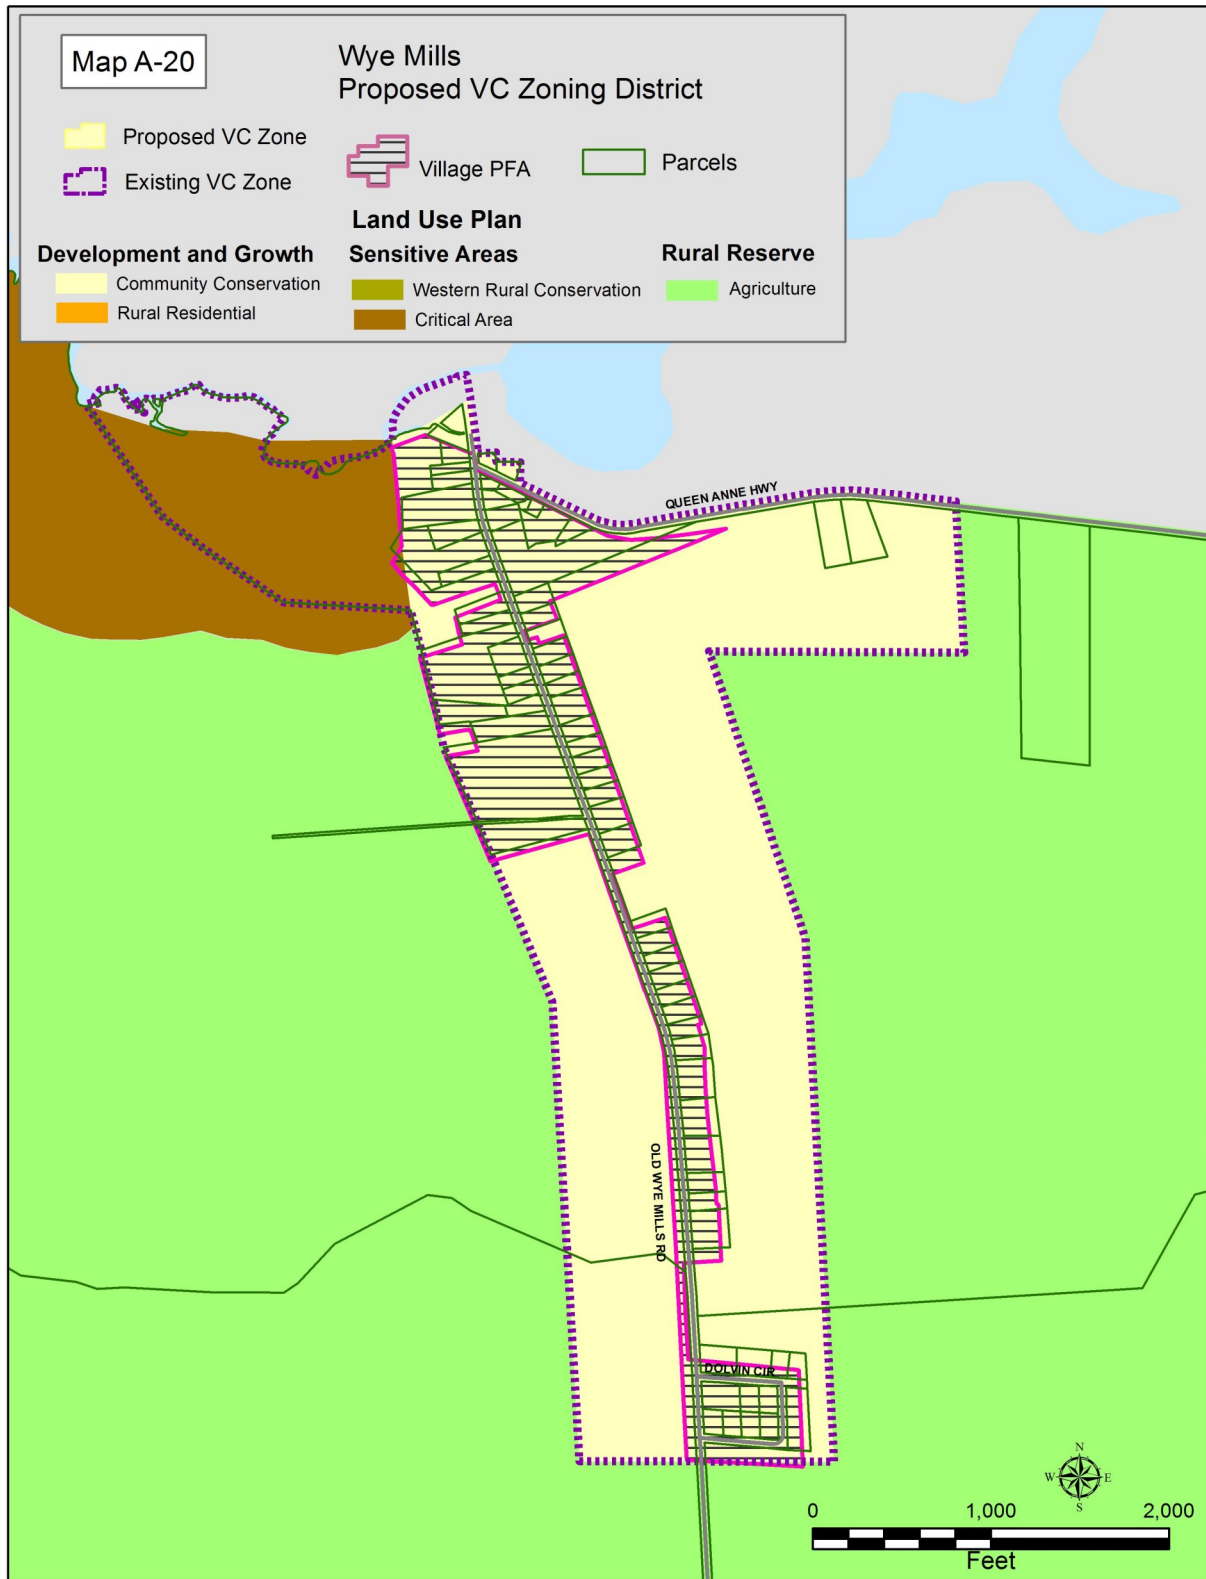 Map A-20
Wye Mills
Proposed VC Zoning District
Proposed VC Zone
Existing VC Zone
Village PFA
Parcels
Land Use Plan
Development and Growth
Community Conservation
Rural Residential
Sensitive Areas
Western Rural Conservation
Critical Area
Rural Reserve
Agriculture
QUEEN ANNE HWY
OLD WYE MILLS RD
DOLVIN CIR
N
W
E
S
0 1,000 2,000
Feet